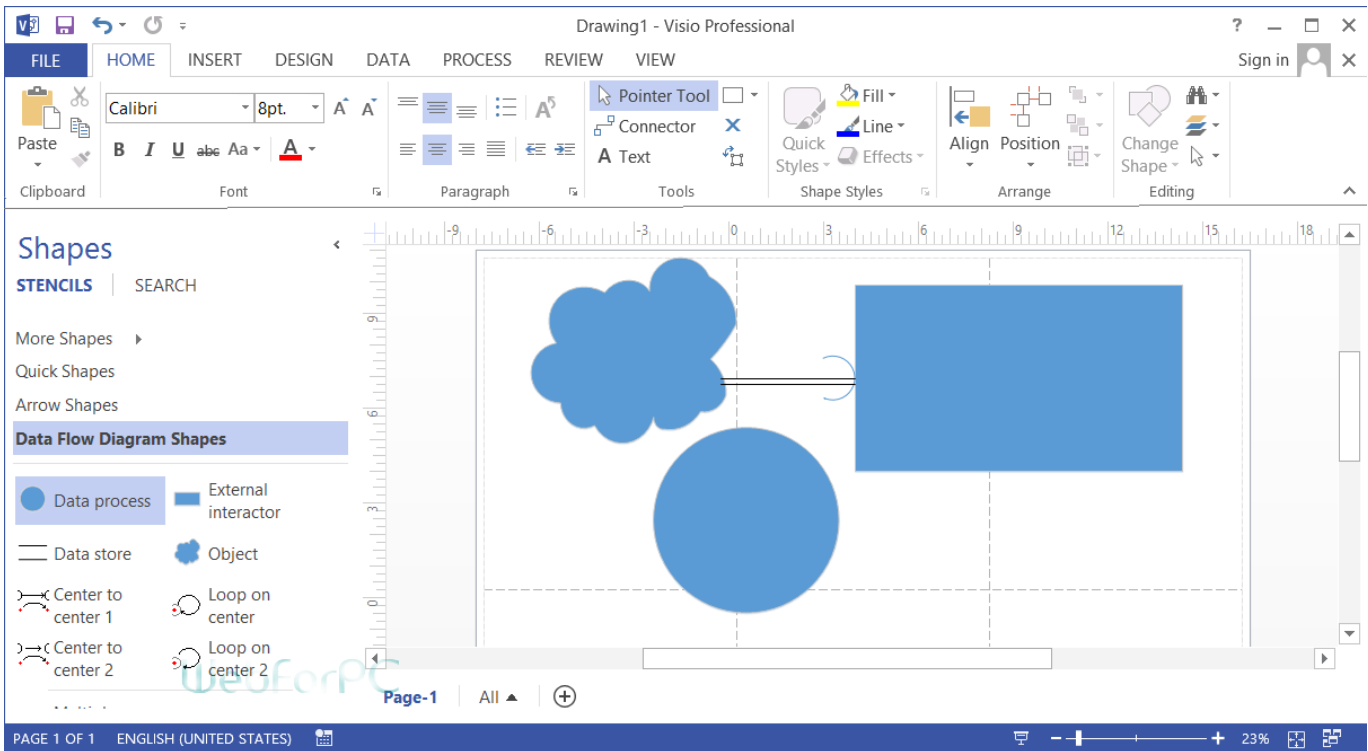 Drawing1 - Visio Professional
FILE HOME INSERT DESIGN DATA PROCESS REVIEW VIEW Sign in
Paste
Calibri 8pt.
B I U abc Aa A
Pointer Tool
Connector
A Text
Quick Styles
Fill
Line
Effects
Align Position
Change Shape
Clipboard Font Paragraph Tools Shape Styles Arrange Editing
Shapes
STENCILS SEARCH
More Shapes
Quick Shapes
Arrow Shapes
Data Flow Diagram Shapes
Data process
External interactor
Data store
Object
Center to center 1
Loop on center
Center to center 2
Loop on center 2
-9 -6 -3 0 3 6 9 12 15 18
9
6
3
0
WebForPC
Page-1 All
PAGE 1 OF 1 ENGLISH (UNITED STATES) 23%